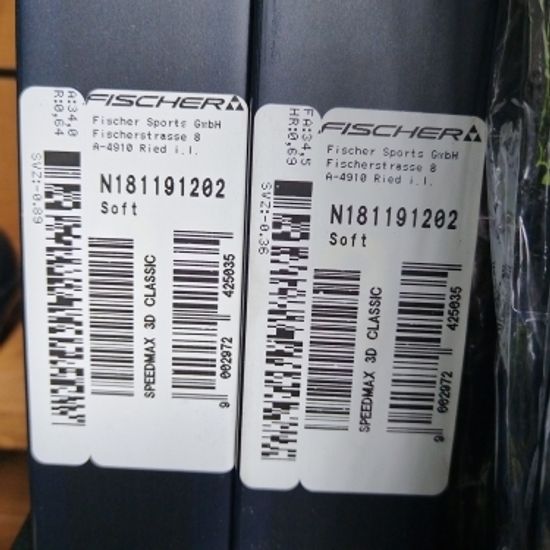 A:34,0
R:0,64
SVZ:-0.89
FISCHER
Fischer Sports GmbH
Fischerstrasse 8
A-4910 Ried i.I.
N181191202
Soft
SPEEDMAX 3D CLASSIC
9 002972 425035
FA:34,5
HR:0,69
SVZ:-0.36
FISCHER
Fischer Sports GmbH
Fischerstrasse 8
A-4910 Ried i.I.
N181191202
Soft
SPEEDMAX 3D CLASSIC
9 002972 425035